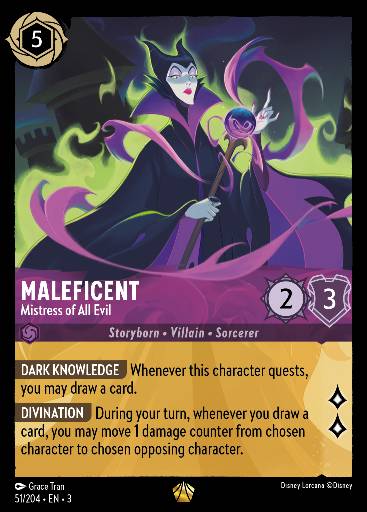 5
MALEFICENT
Mistress of All Evil
2
3
Storyborn • Villain • Sorcerer
DARK KNOWLEDGE Whenever this character quests,
you may draw a card.
DIVINATION During your turn, whenever you draw a
card, you may move 1 damage counter from chosen
character to chosen opposing character.
Grace Tran
51/204 • EN • 3
Disney Lorcana ©Disney